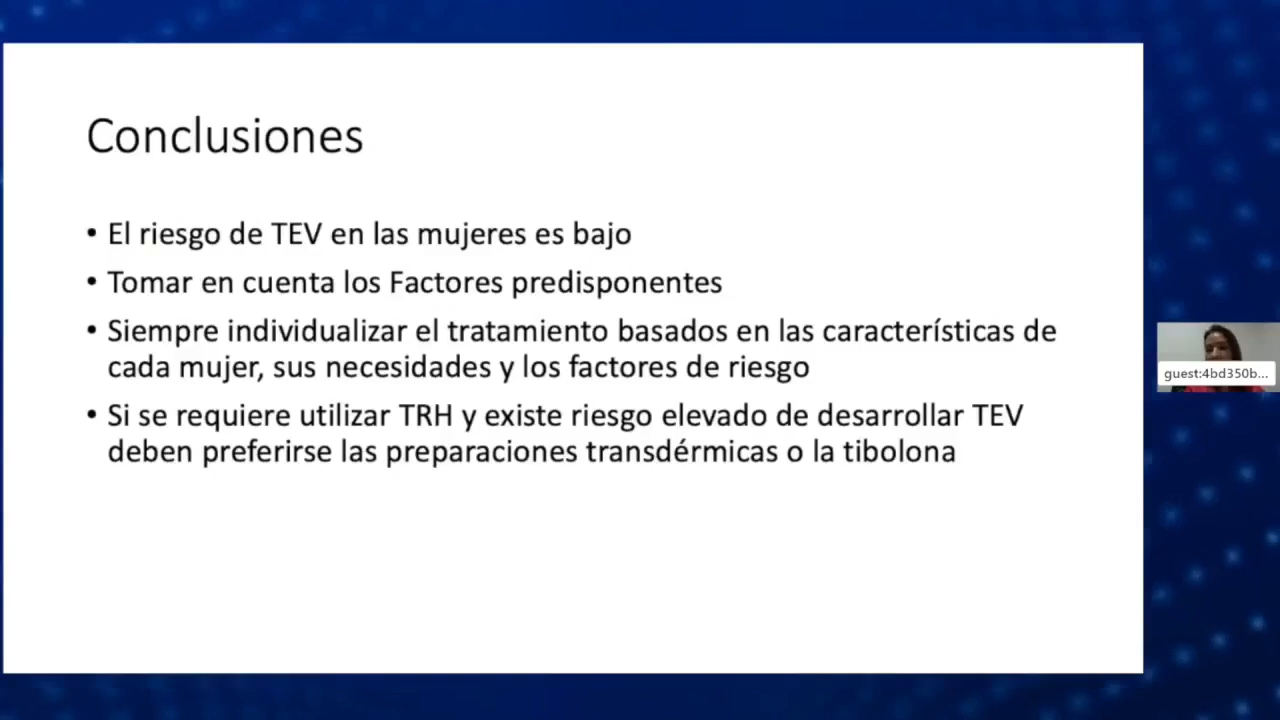 Conclusiones
• El riesgo de TEV en las mujeres es bajo
• Tomar en cuenta los Factores predisponentes
• Siempre individualizar el tratamiento basados en las características de
cada mujer, sus necesidades y los factores de riesgo
• Si se requiere utilizar TRH y existe riesgo elevado de desarrollar TEV
deben preferirse las preparaciones transdérmicas o la tibolona
guest:4bd350b...